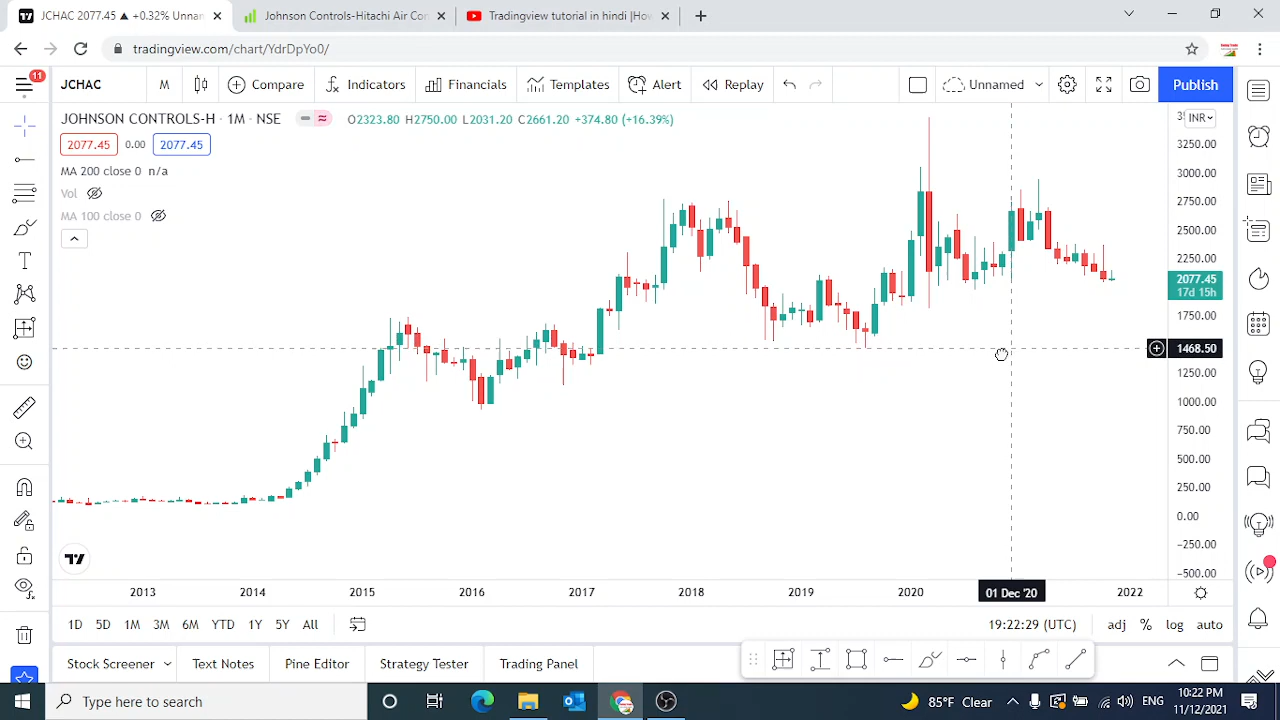 JCHAC 2077.45 ▲ +0.32% Unnar
Johnson Controls-Hitachi Air Con
Tradingview tutorial in hindi |How
tradingview.com/chart/YdrDpYo0/
11
JCHAC
M
Compare
Indicators
Financials
Templates
Alert
Replay
Unnamed
Publish
JOHNSON CONTROLS-H · 1M · NSE
O2323.80 H2750.00 L2031.20 C2661.20 +374.80 (+16.39%)
INR
2077.45 0.00 2077.45
MA 200 close 0 n/a
Vol
MA 100 close 0
3250.00
3000.00
2750.00
2500.00
2250.00
2077.45
17d 15h
1750.00
1468.50
1250.00
1000.00
750.00
500.00
250.00
0.00
−250.00
−500.00
2013 2014 2015 2016 2017 2018 2019 2020 01 Dec '20 2022
1D 5D 1M 3M 6M YTD 1Y 5Y All
19:22:29 (UTC)
adj % log auto
Stock Screener
Text Notes
Pine Editor
Strategy Tester
Trading Panel
Type here to search
85°F Clear
ENG
10:22 PM
11/12/2021